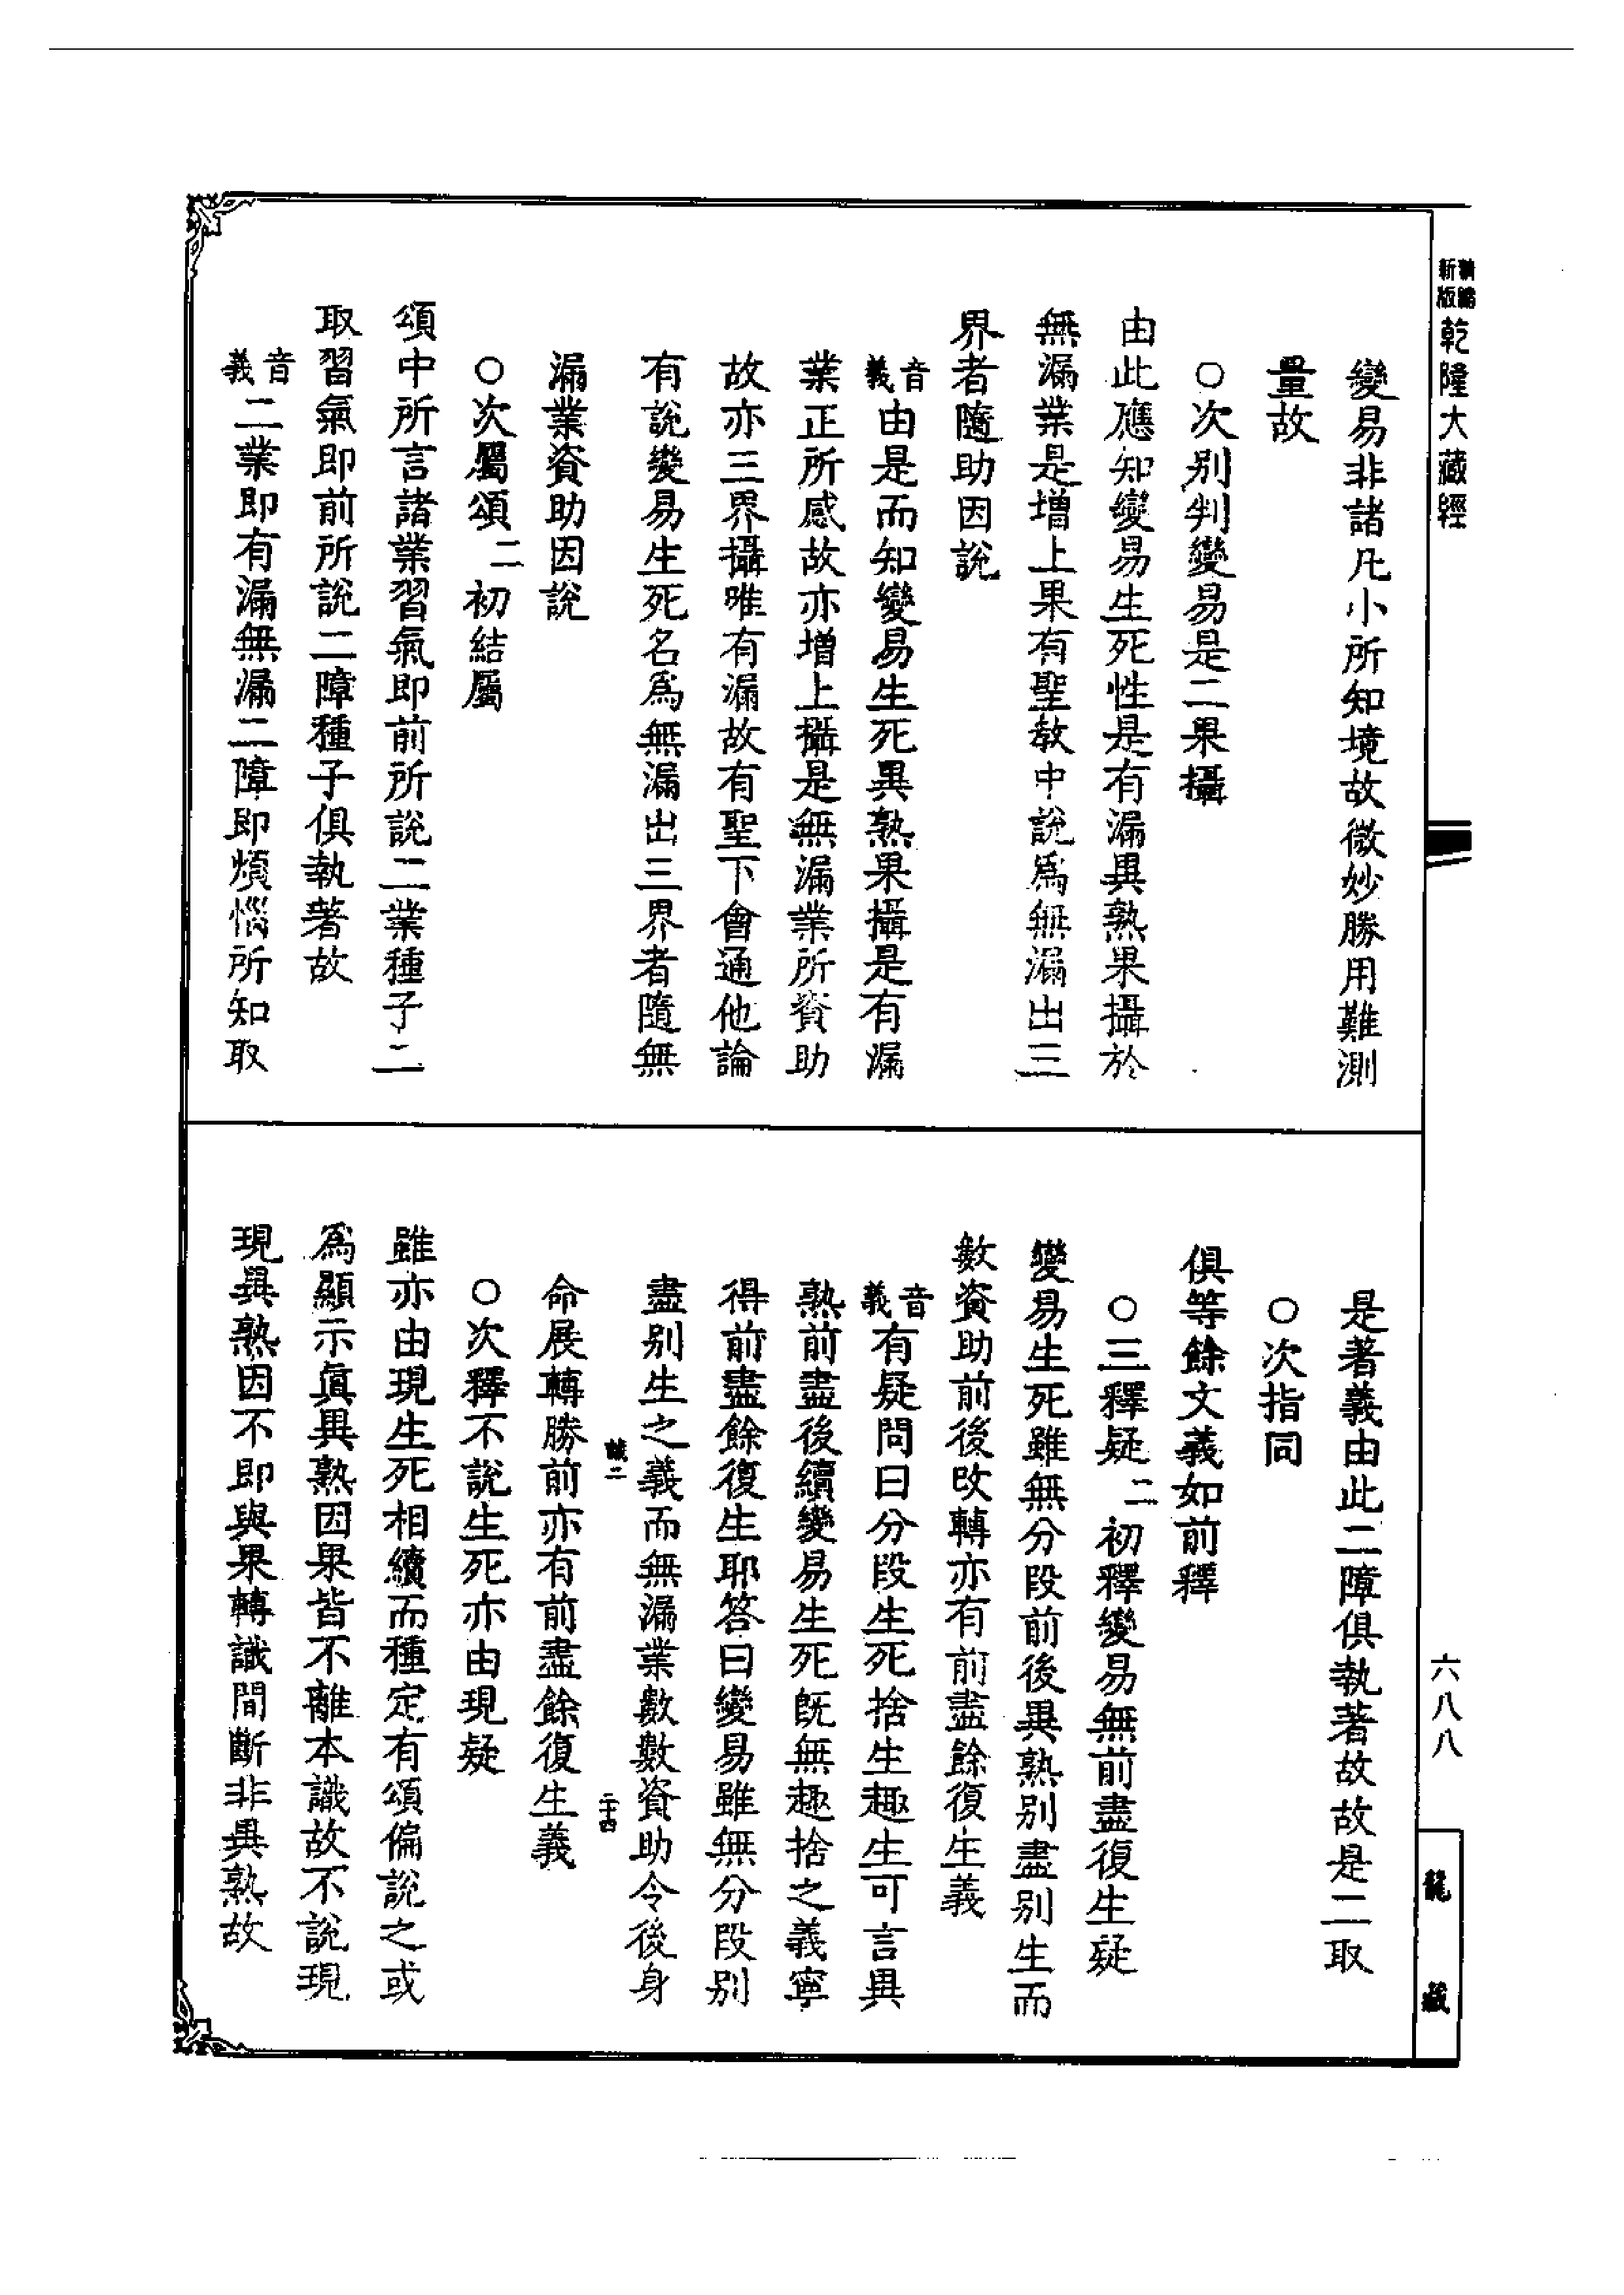 精編新版乾隆大藏經
變易非諸凡小所知境故微妙勝用難測
量故
○次別判變易是二果攝
由此應知變易生死性是有漏異熟果攝於
無漏業是增上果有聖教中說爲無漏出三
界者隨助因說
音義由是而知變易生死異熟果攝是有漏
業正所感故亦增上攝是無漏業所資助
故亦三界攝唯有漏故有聖下會通他論
有說變易生死名爲無漏出三界者隨無
漏業資助因說
○次屬頌二初結屬
頌中所言諸業習氣即前所說二業種子二
取習氣即前所說二障種子俱執著故
音義二業即有漏無漏二障即煩惱所知取
是著義由此二障俱執著故故是二取
○次指同
俱等餘文義如前釋
○三釋疑二初釋變易無前盡復生疑
變易生死雖無分段前後異熟別盡別生而
數資助前後改轉亦有前盡餘復生義
音義有疑問曰分段生死捨生趣生可言異
熟前盡後續變易生死既無趣捨之義寧
得前盡餘復生耶答曰變易雖無分段別
盡別生之義而無漏業數數資助令後身
誠二
二十四
命展轉勝前亦有前盡餘復生義
○次釋不說生死亦由現疑
雖亦由現生死相續而種定有頌偏說之或
爲顯示真異熟因果皆不離本識故不說現
現異熟因不即與果轉識間斷非異熟故
六八八
龍藏